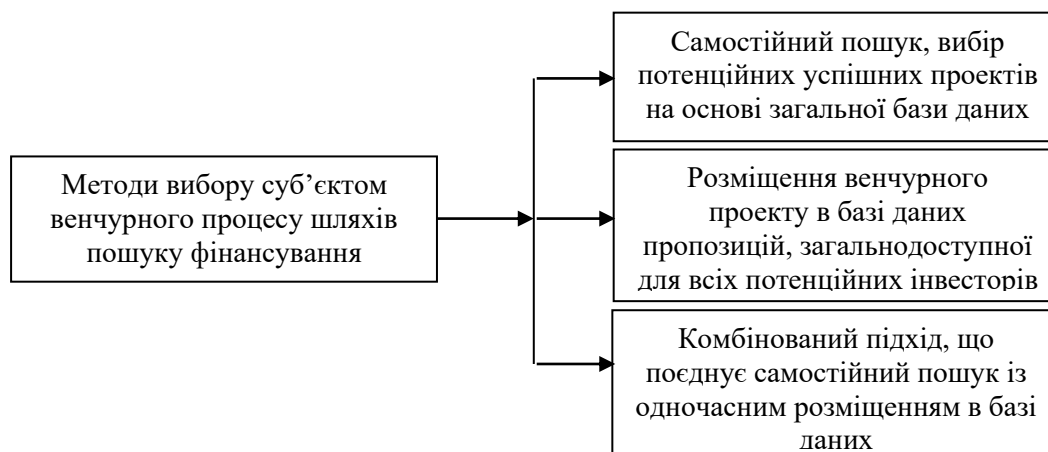 Самостійний пошук, вибір
потенційних успішних проектів
на основі загальної бази даних
Методи вибору суб’єктом
венчурного процесу шляхів
пошуку фінансування
Розміщення венчурного
проекту в базі даних
пропозицій, загальнодоступної
для всіх потенційних інвесторів
Комбінований підхід, що
поєднує самостійний пошук із
одночасним розміщенням в базі
даних